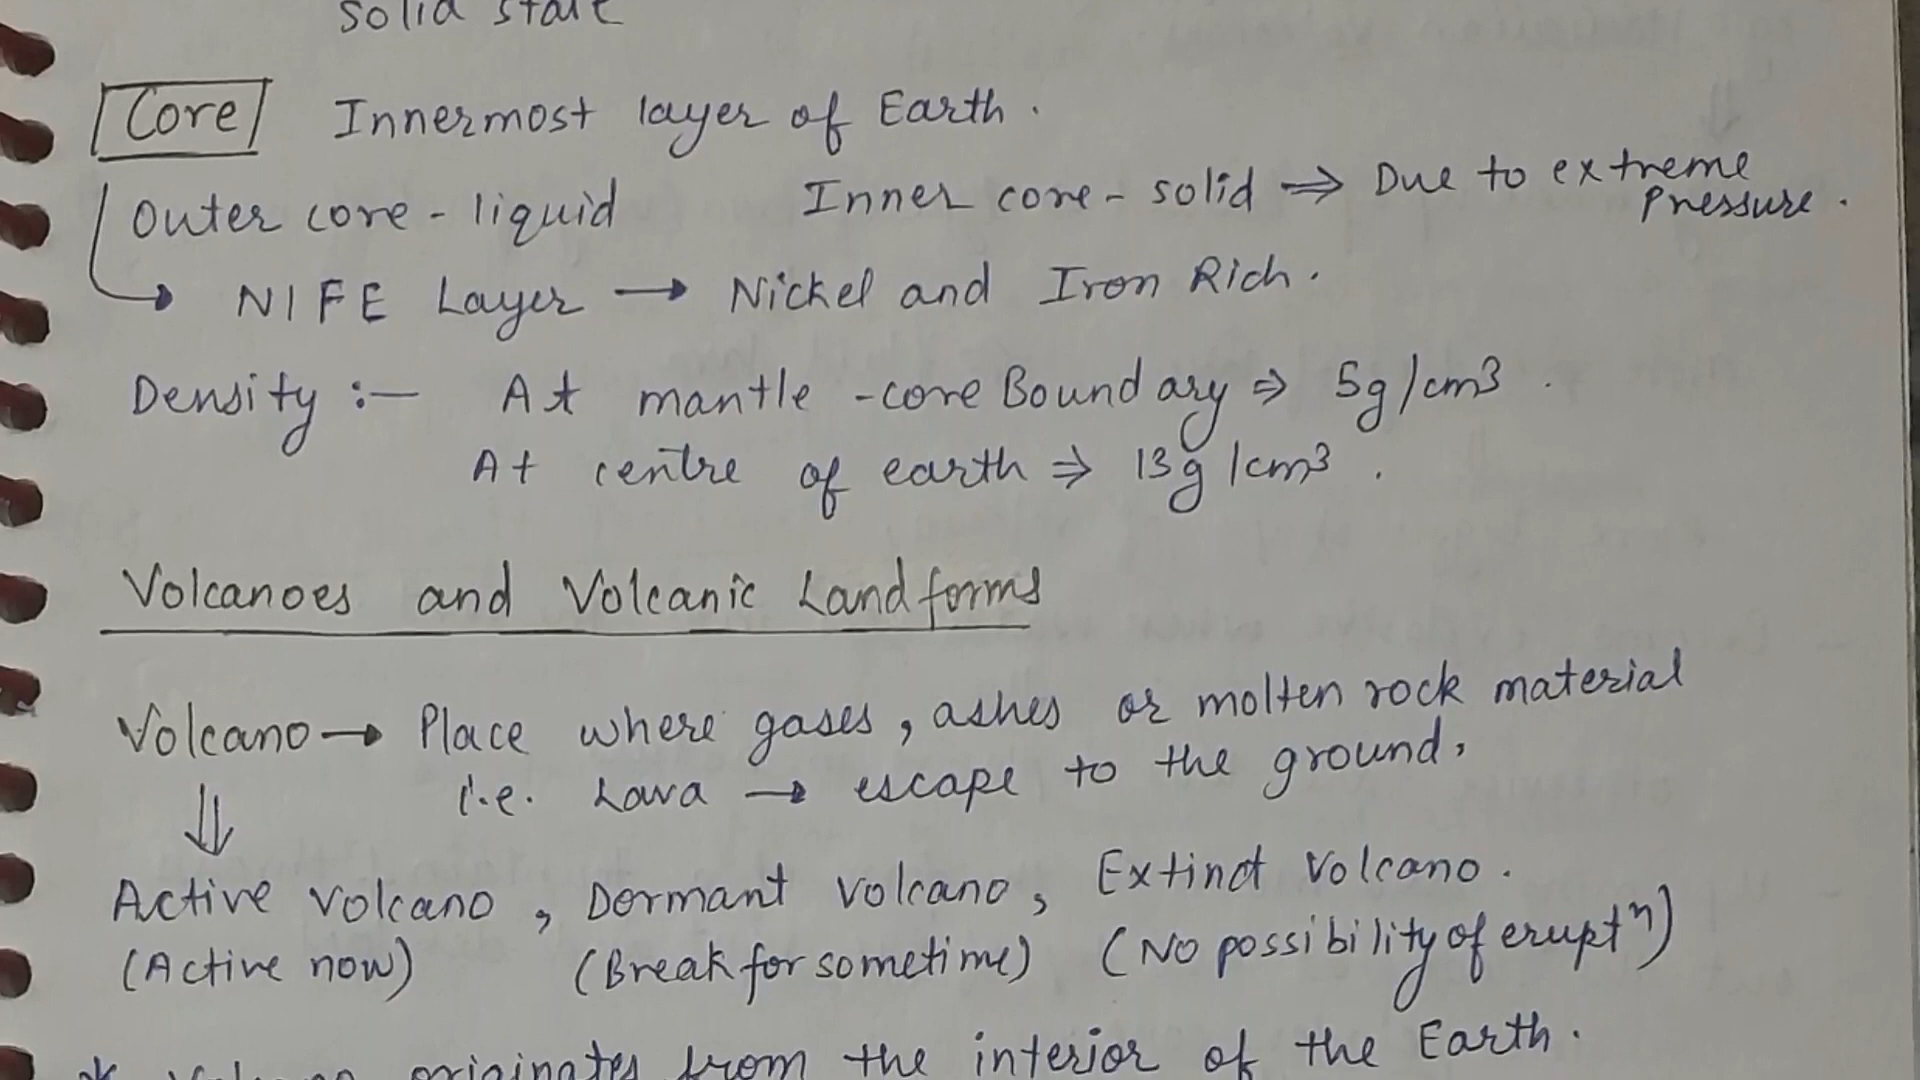 solid state
Core Innermost layer of Earth.
Outer core - liquid Inner core - solid ⇒ Due to extreme
Pressure.
→ NIFE Layer → Nickel and Iron Rich.
Density :- At mantle -core Boundary ⇒ 5g/cm3.
At centre of earth ⇒ 13g/cm3.
Volcanoes and Volcanic Landforms
Volcano → Place where gases, ashes or molten rock material
i.e. Lava → escape to the ground.
⇓
Active Volcano, Dormant Volcano, Extinct Volcano.
(Active now) (Break for sometime) (No possibility of eruptⁿ)
* Volcano originates from the interior of the Earth.